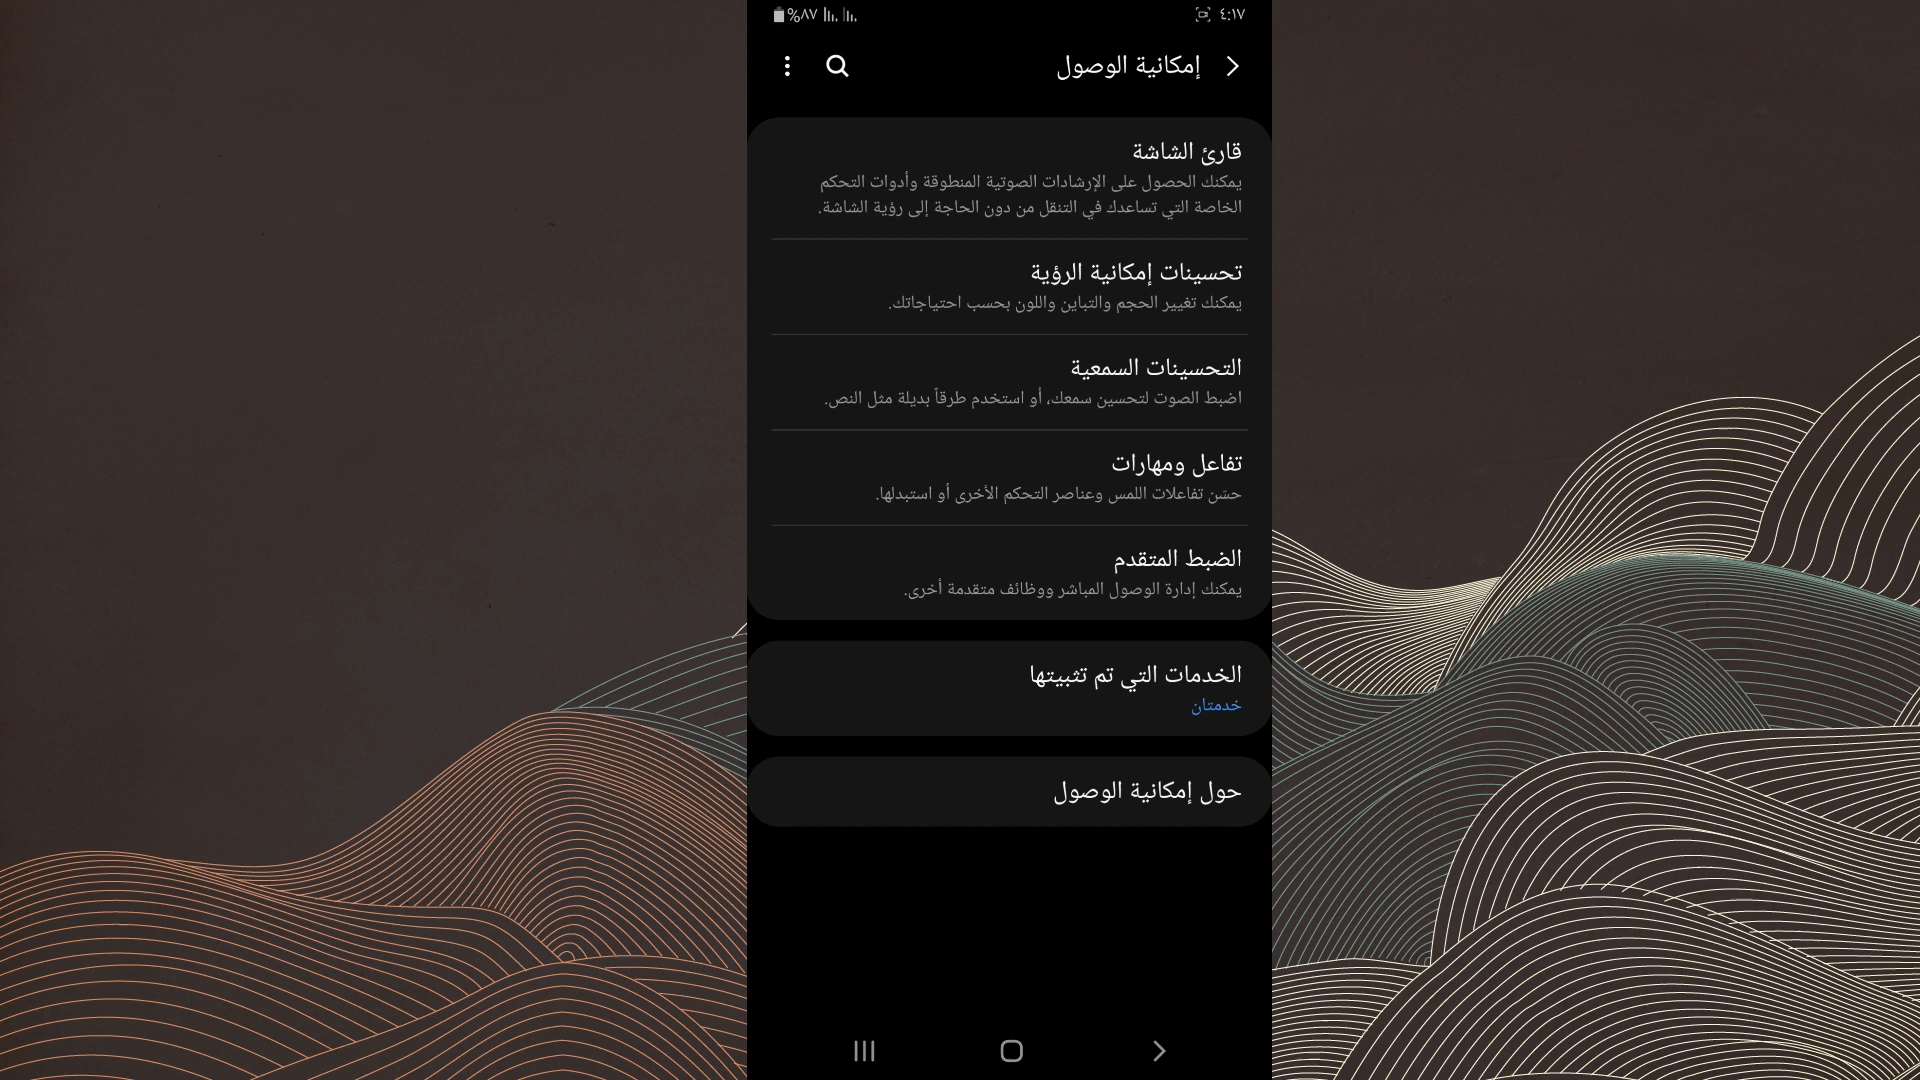 ٤:١٧ %٨٧
إمكانية الوصول
قارئ الشاشة
يمكنك الحصول على الإرشادات الصوتية المنطوقة وأدوات التحكم
الخاصة التي تساعدك في التنقل من دون الحاجة إلى رؤية الشاشة.
تحسينات إمكانية الرؤية
يمكنك تغيير الحجم والتباين واللون بحسب احتياجاتك.
التحسينات السمعية
اضبط الصوت لتحسين سمعك، أو استخدم طرقاً بديلة مثل النص.
تفاعل ومهارات
حسّن تفاعلات اللمس وعناصر التحكم الأخرى أو استبدلها.
الضبط المتقدم
يمكنك إدارة الوصول المباشر ووظائف متقدمة أخرى.
الخدمات التي تم تثبيتها
خدمتان
حول إمكانية الوصول